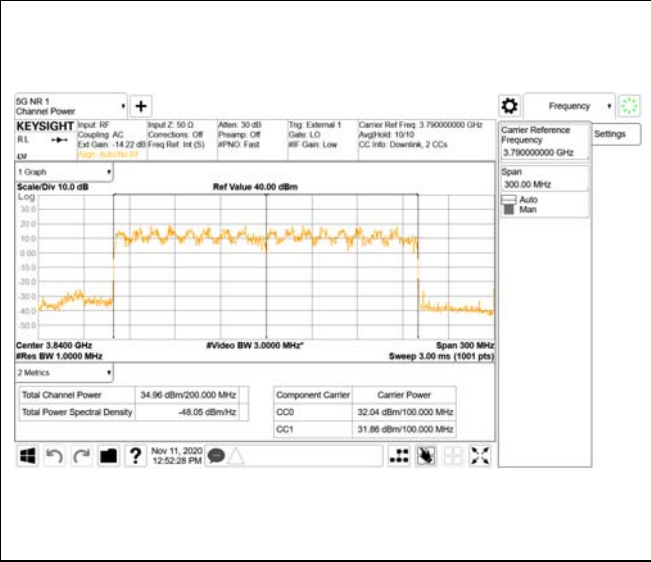 5G NR 1
Channel Power
Frequency
KEYSIGHT
Input: RF
Input Z: 50 Ω
Atten: 30 dB
Trig: External 1
Carrier Ref Freq: 3.790000000 GHz
RL
Coupling: AC
Corrections: Off
Preamp: Off
Gate: LO
Avg|Hold: 10/10
Ext Gain: -14.22 dB
Freq Ref: Int (S)
#PNO: Fast
#IF Gain: Low
CC Info: Downlink, 2 CCs
Align: Auto/No RF
Carrier Reference
Frequency
3.790000000 GHz
Settings
Span
300.00 MHz
Auto
Man
1 Graph
Scale/Div 10.0 dB
Ref Value 40.00 dBm
Log
30.0
20.0
10.0
0.00
-10.0
-20.0
-30.0
-40.0
-50.0
Center 3.8400 GHz
#Video BW 3.0000 MHz*
Span 300 MHz
#Res BW 1.0000 MHz
Sweep 3.00 ms (1001 pts)
2 Metrics
Total Channel Power
34.96 dBm/200.000 MHz
Component Carrier
Carrier Power
Total Power Spectral Density
-48.05 dBm/Hz
CC0
32.04 dBm/100.000 MHz
CC1
31.86 dBm/100.000 MHz
?
Nov 11, 2020
12:52:28 PM